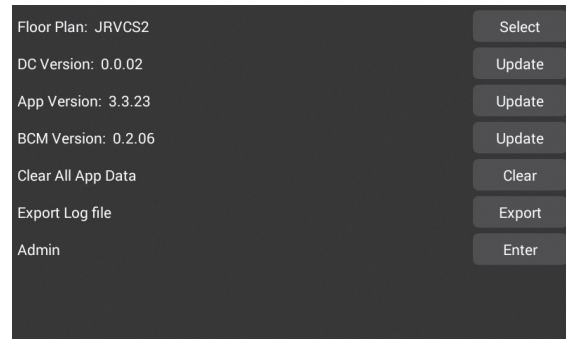 Floor Plan: JRVCS2 Select
DC Version: 0.0.02 Update
App Version: 3.3.23 Update
BCM Version: 0.2.06 Update
Clear All App Data Clear
Export Log file Export
Admin Enter